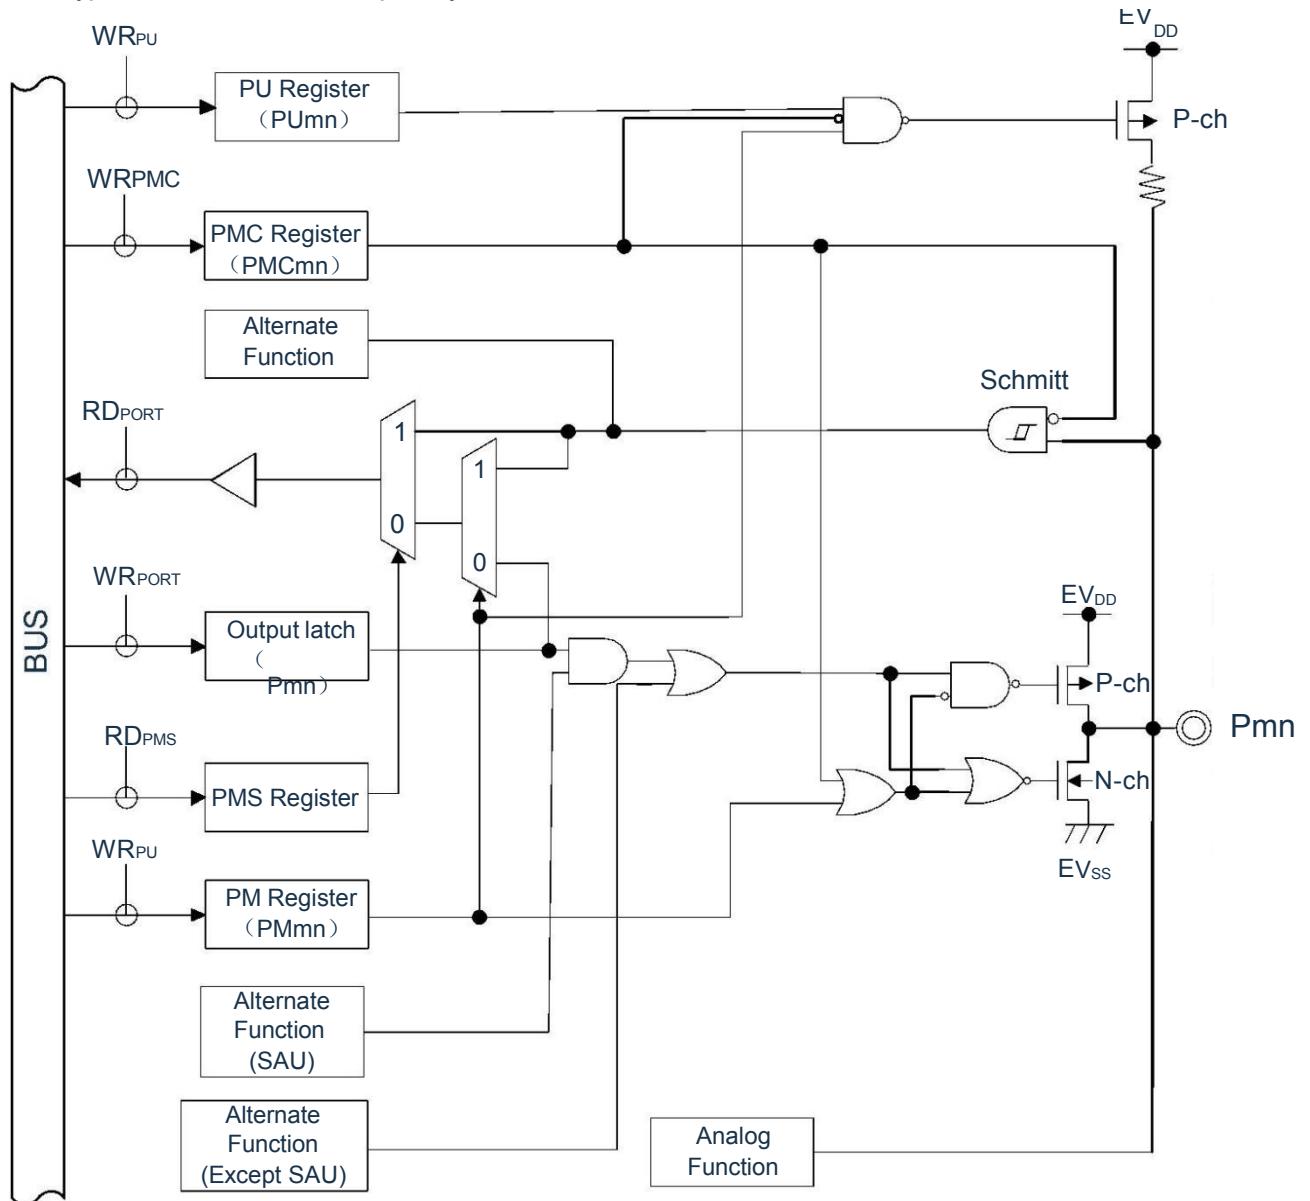 EVDD
WRPU
PU Register
（PUmn）
P-ch
WRPMC
PMC Register
（PMCmn）
Alternate
Function
Schmitt
RDPORT
1
1
0
0
WRPORT
EVDD
BUS
Output latch
（
Pmn）
P-ch
Pmn
RDPMS
PMS Register
N-ch
WRPU
EVSS
PM Register
（PMmn）
Alternate
Function
(SAU)
Alternate
Function
(Except SAU)
Analog
Function